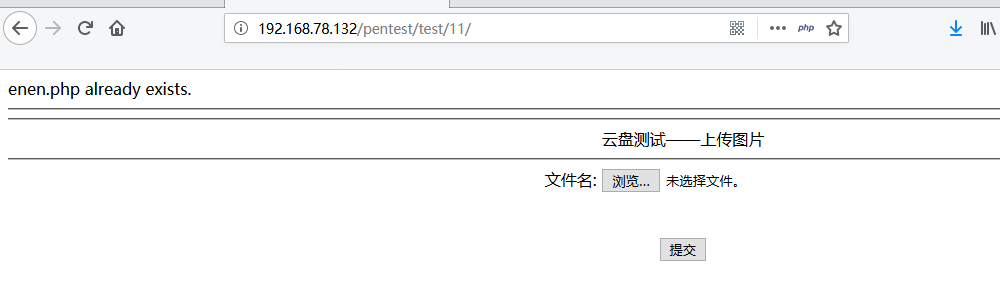 192.168.78.132/pentest/test/11/
php
enen.php already exists.
云盘测试——上传图片
文件名: 浏览... 未选择文件。
提交